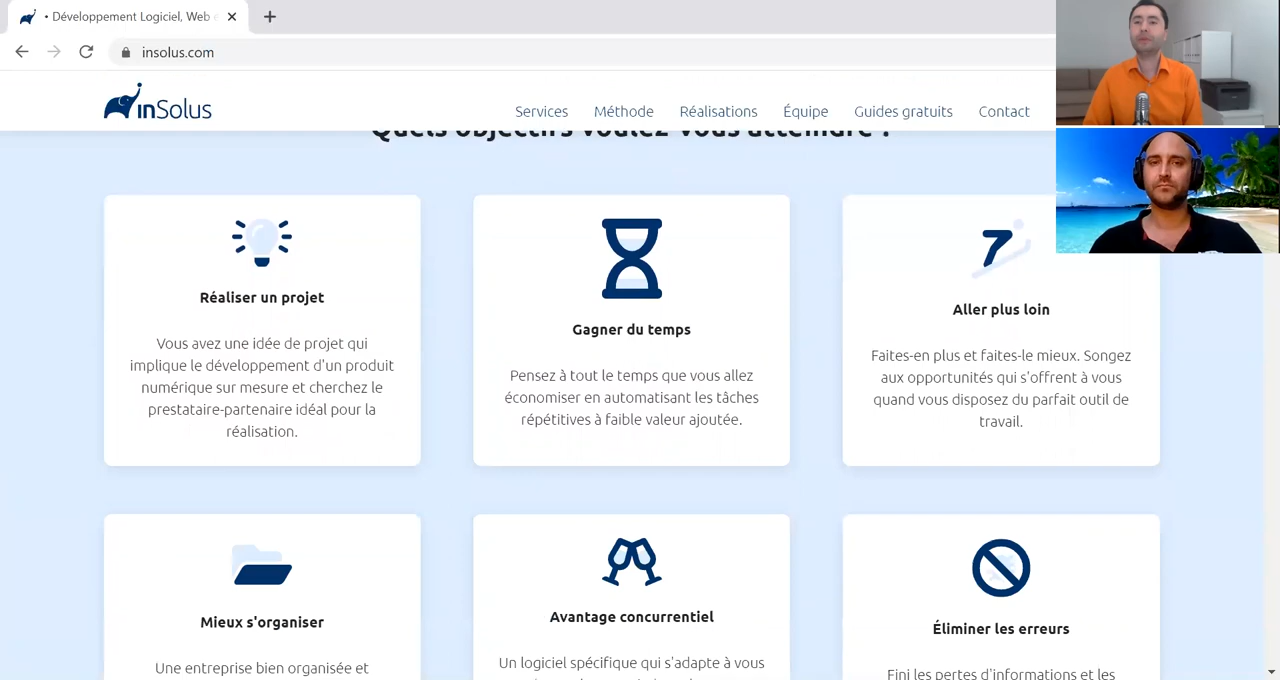 • Développement Logiciel, Web
insolus.com
inSolus
Services
Méthode
Réalisations
Équipe
Guides gratuits
Contact
Quels objectifs voulez-vous atteindre ?
Réaliser un projet
Vous avez une idée de projet qui
implique le développement d'un produit
numérique sur mesure et cherchez le
prestataire-partenaire idéal pour la
réalisation.
Gagner du temps
Pensez à tout le temps que vous allez
économiser en automatisant les tâches
répétitives à faible valeur ajoutée.
Aller plus loin
Faites-en plus et faites-le mieux. Songez
aux opportunités qui s'offrent à vous
quand vous disposez du parfait outil de
travail.
Mieux s'organiser
Une entreprise bien organisée et
Avantage concurrentiel
Un logiciel spécifique qui s'adapte à vous
Éliminer les erreurs
Fini les pertes d'informations et les